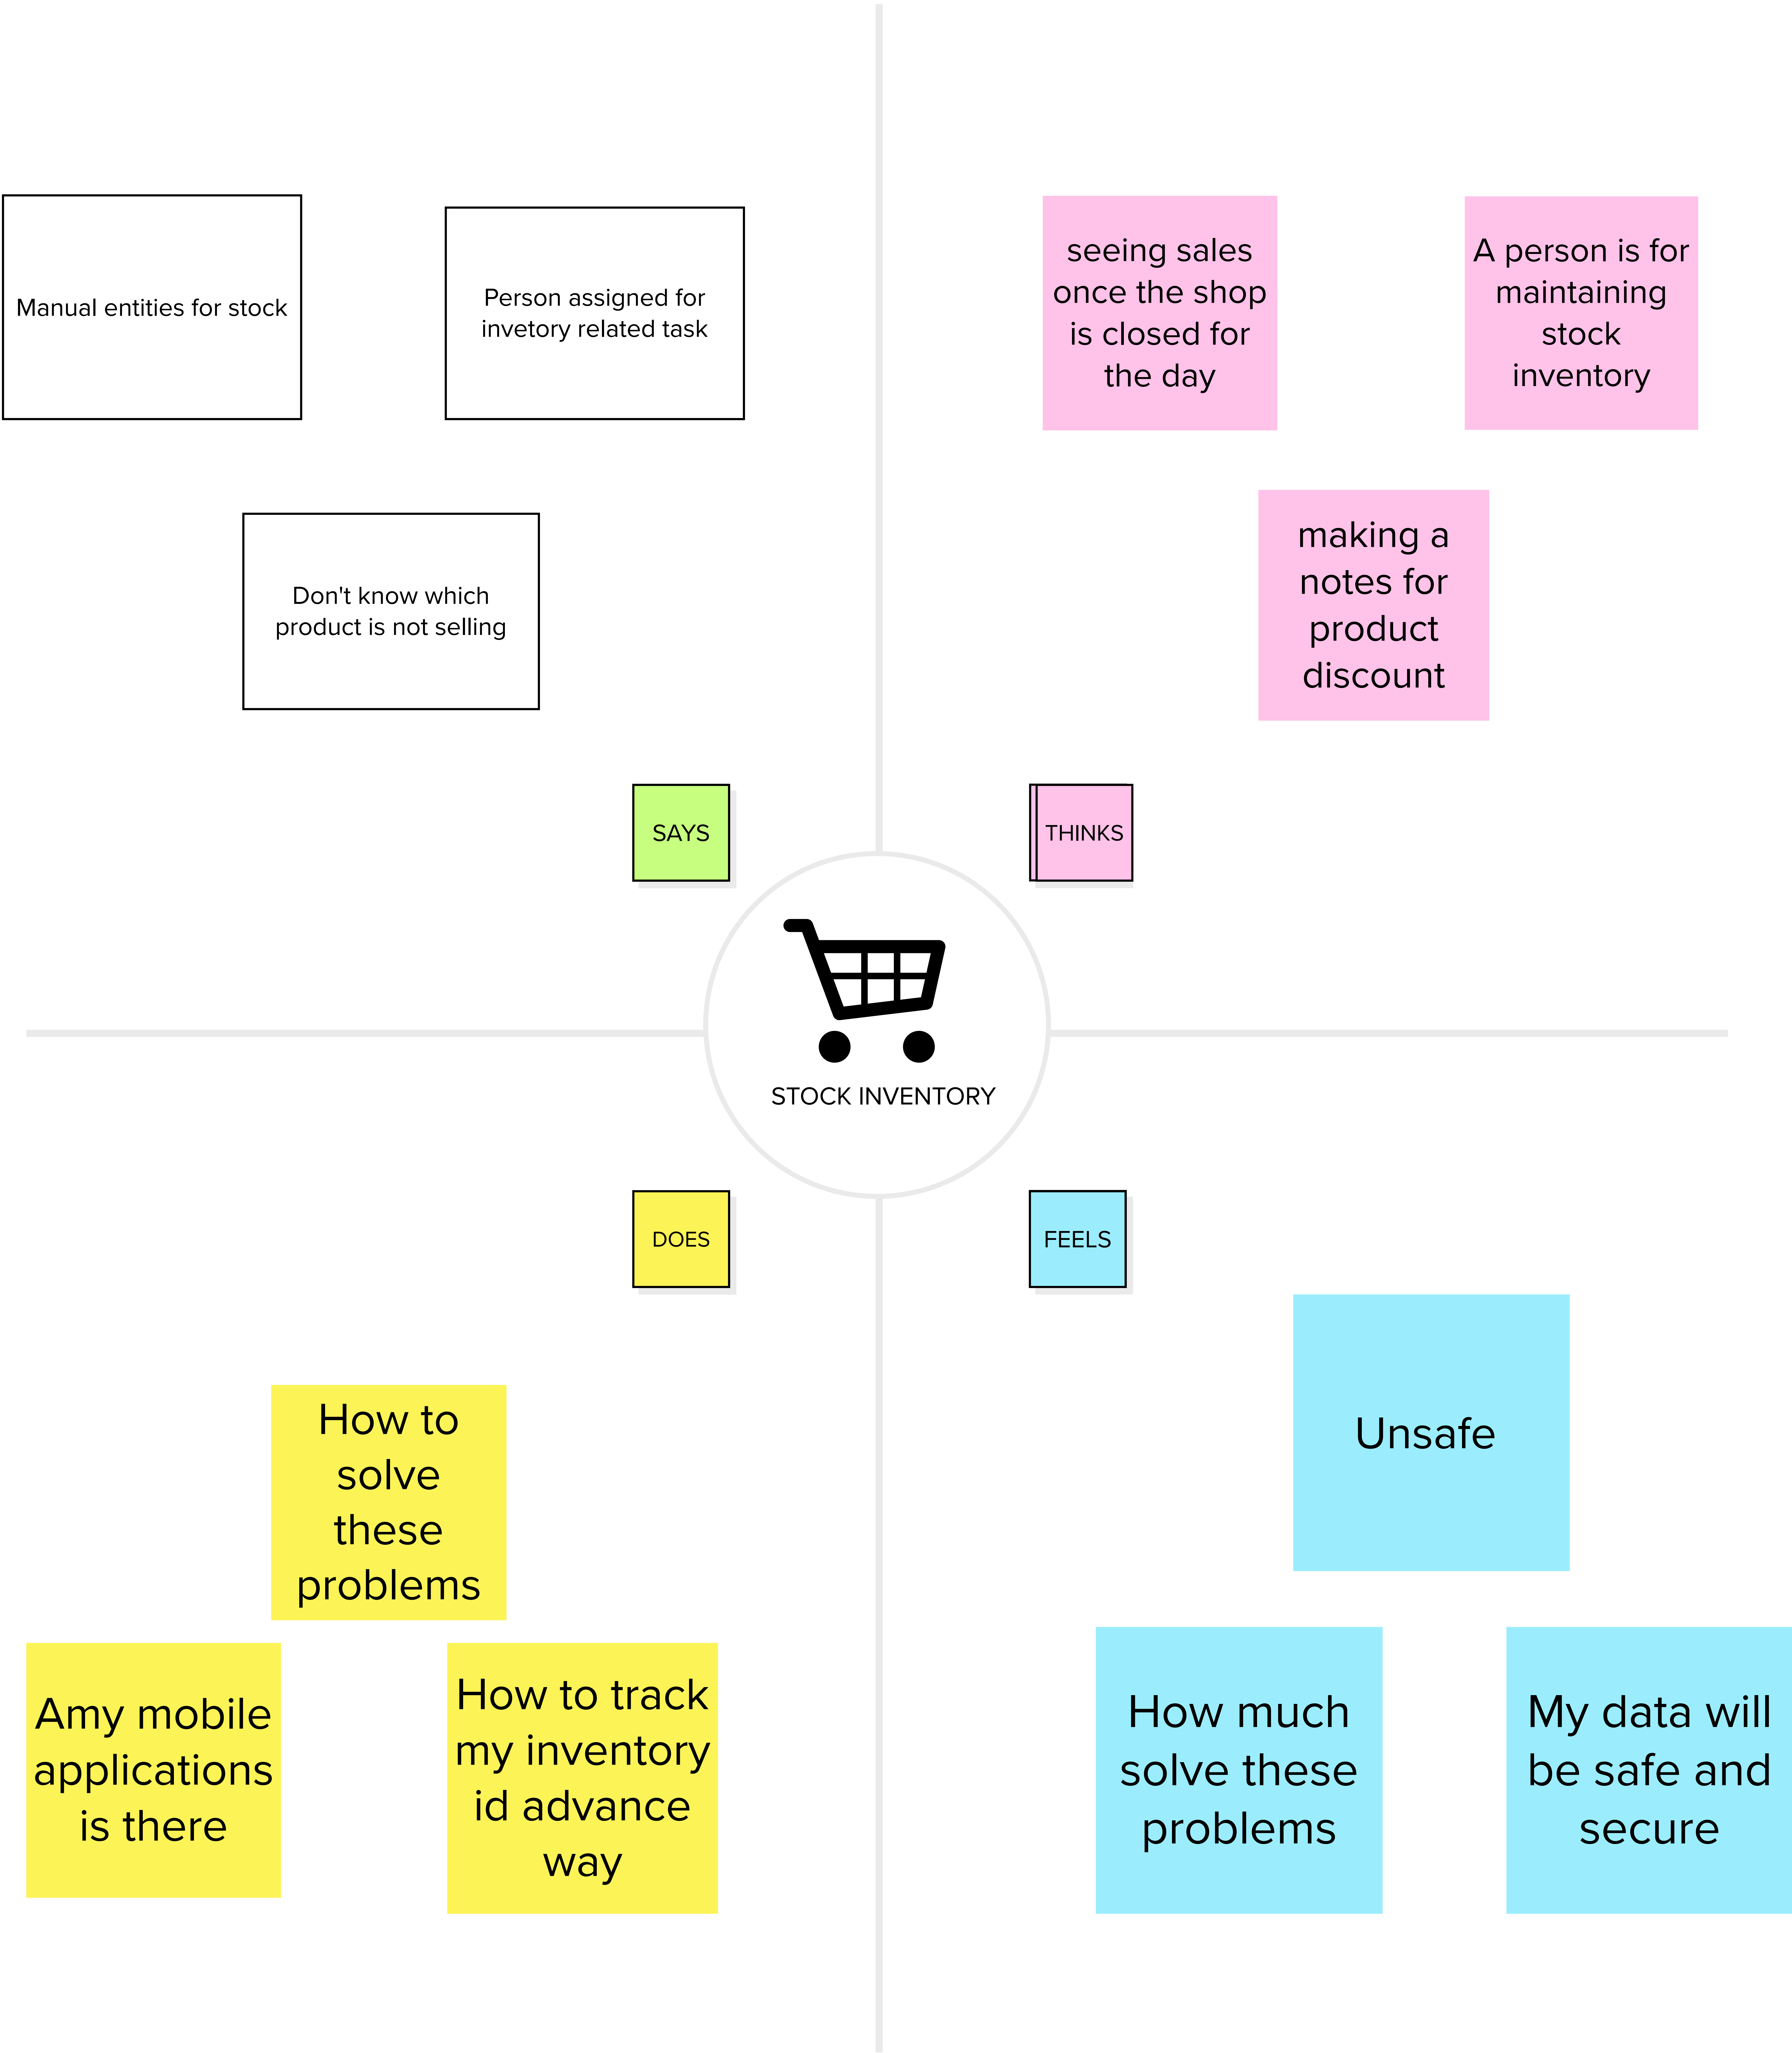 Manual entities for stock
Person assigned for
invetory related task
Don't know which
product is not selling
SAYS
seeing sales
once the shop
is closed for
the day
A person is for
maintaining
stock
inventory
making a
notes for
product
discount
THINKS
STOCK INVENTORY
DOES
How to
solve
these
problems
Amy mobile
applications
is there
How to track
my inventory
id advance
way
FEELS
Unsafe
How much
solve these
problems
My data will
be safe and
secure